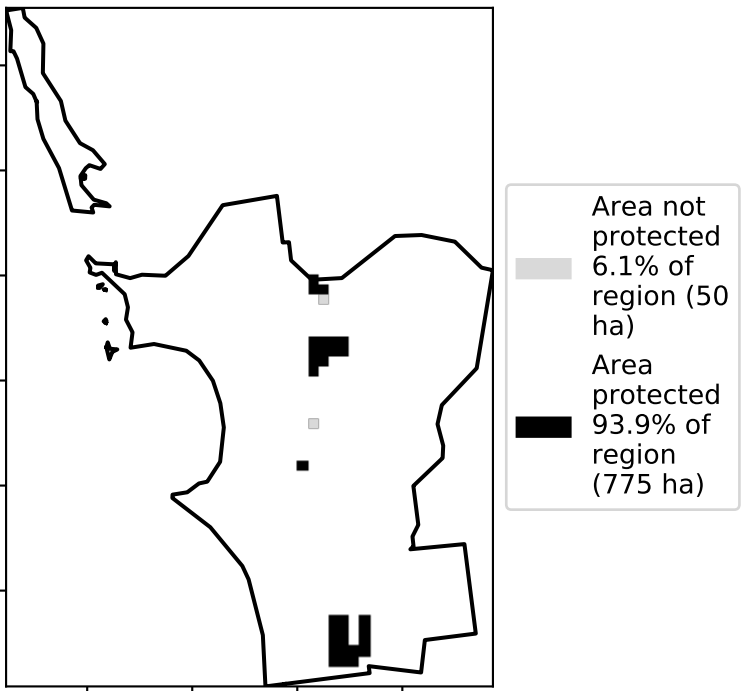 Area not
protected
6.1% of
region (50
ha)
Area
protected
93.9% of
region
(775 ha)